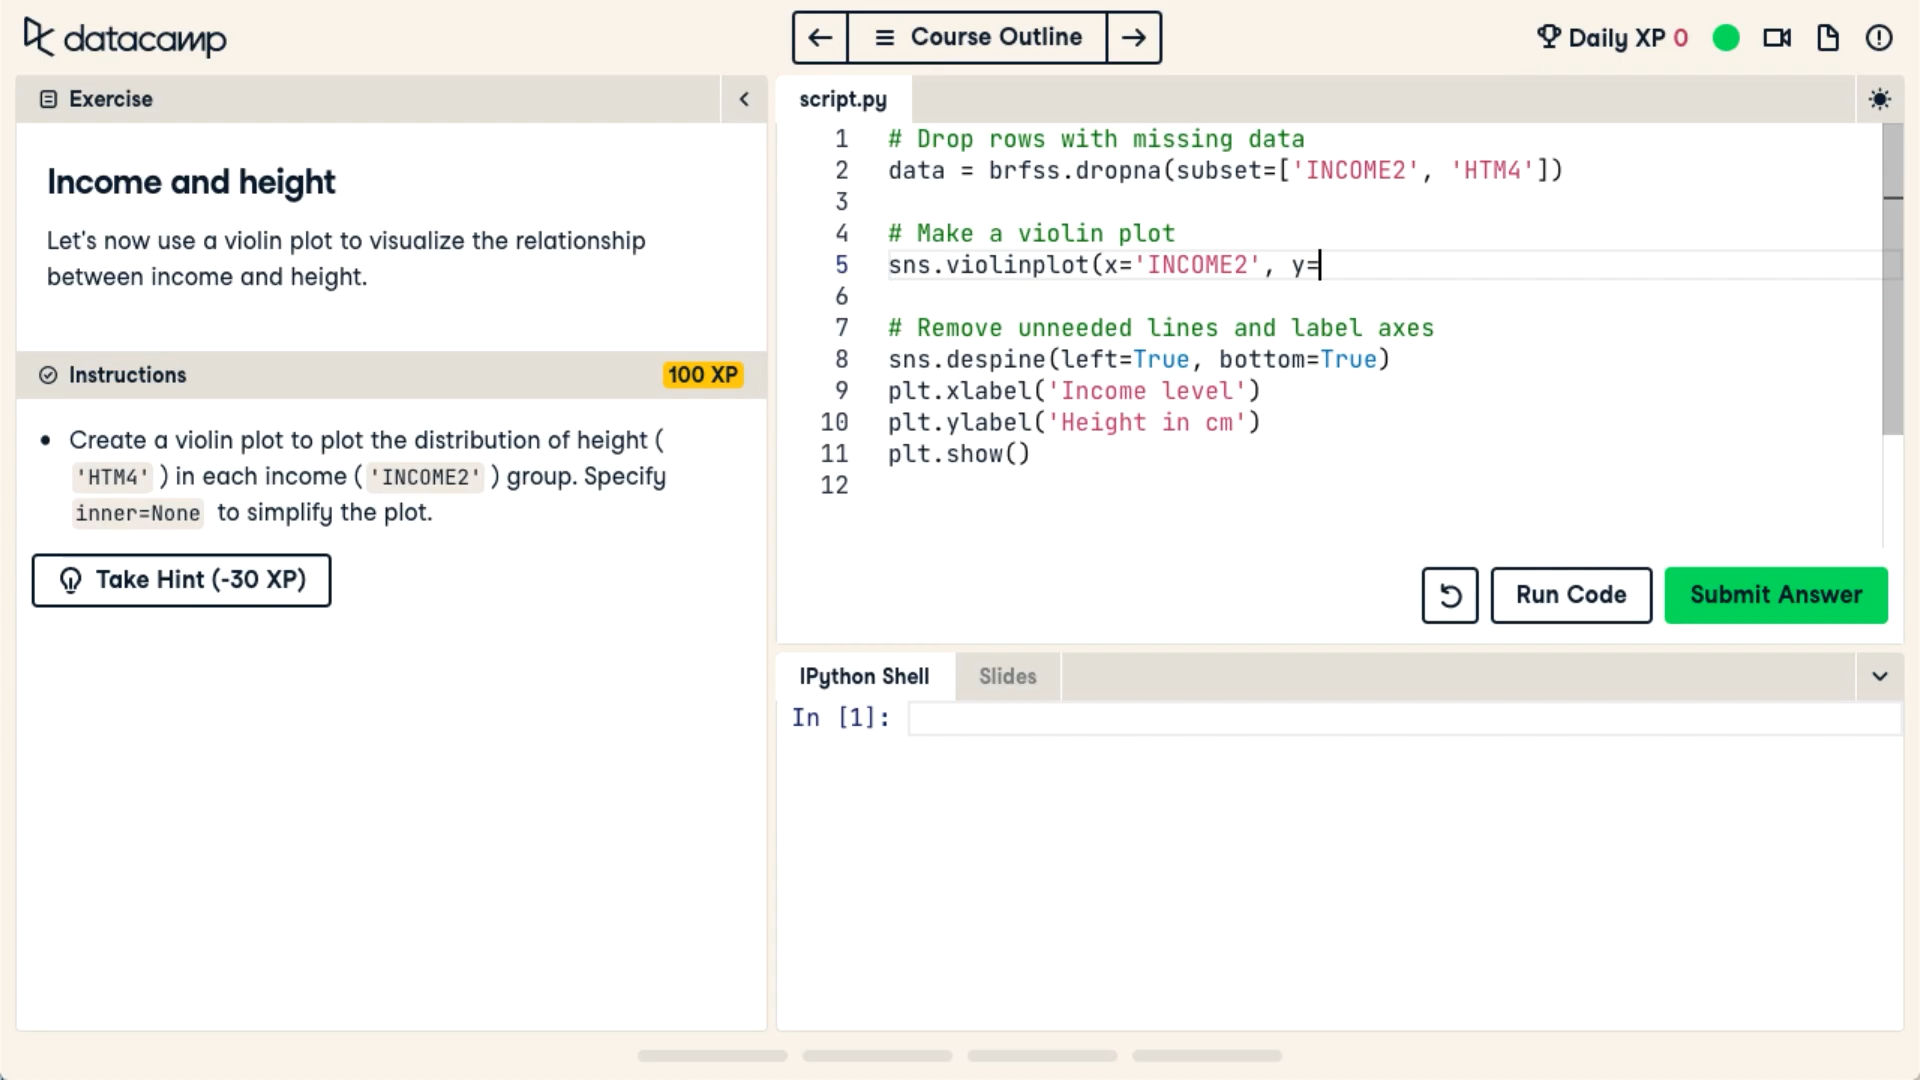 datacamp
Course Outline
Daily XP 0
Exercise
Income and height
Let's now use a violin plot to visualize the relationship
between income and height.
Instructions
100 XP
Create a violin plot to plot the distribution of height (
'HTM4' ) in each income ( 'INCOME2' ) group. Specify
inner=None to simplify the plot.
Take Hint (-30 XP)
script.py
1 # Drop rows with missing data
2 data = brfss.dropna(subset=['INCOME2', 'HTM4'])
3
4 # Make a violin plot
5 sns.violinplot(x='INCOME2', y=
6
7 # Remove unneeded lines and label axes
8 sns.despine(left=True, bottom=True)
9 plt.xlabel('Income level')
10 plt.ylabel('Height in cm')
11 plt.show()
12
Run Code
Submit Answer
IPython Shell
Slides
In [1]: